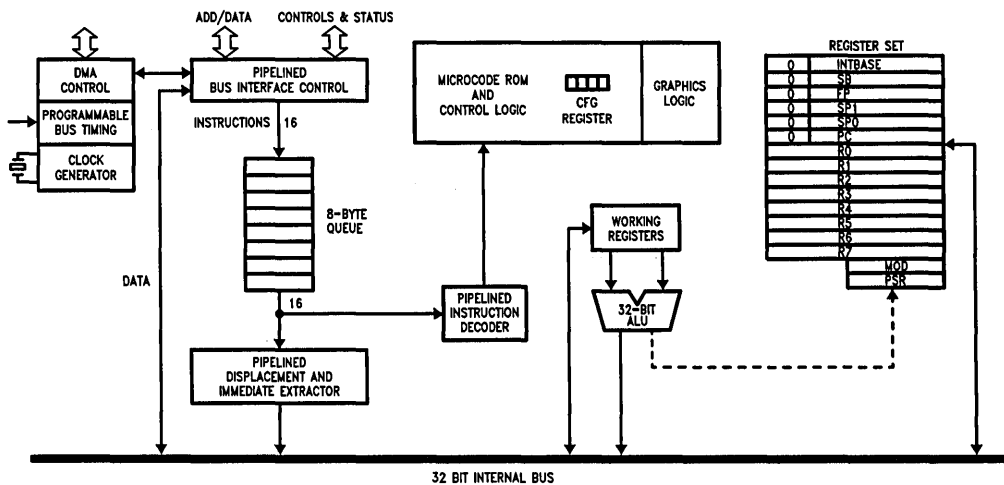 ADD/DATA
CONTROLS & STATUS
DMA
CONTROL
PROGRAMMABLE
BUS TIMING
CLOCK
GENERATOR
PIPELINED
BUS INTERFACE CONTROL
INSTRUCTIONS
16
8-BYTE
QUEUE
DATA
16
PIPELINED
DISPLACEMENT AND
IMMEDIATE EXTRACTOR
PIPELINED
INSTRUCTION
DECODER
MICROCODE ROM
AND
CONTROL LOGIC
CFG
REGISTER
GRAPHICS
LOGIC
WORKING
REGISTERS
32-BIT
ALU
REGISTER SET
0 INTBASE
0 SB
0 FP
0 SP1
0 SP0
0 PC
R0
R1
R2
R3
R4
R5
R6
R7
MOD
PSR
32 BIT INTERNAL BUS